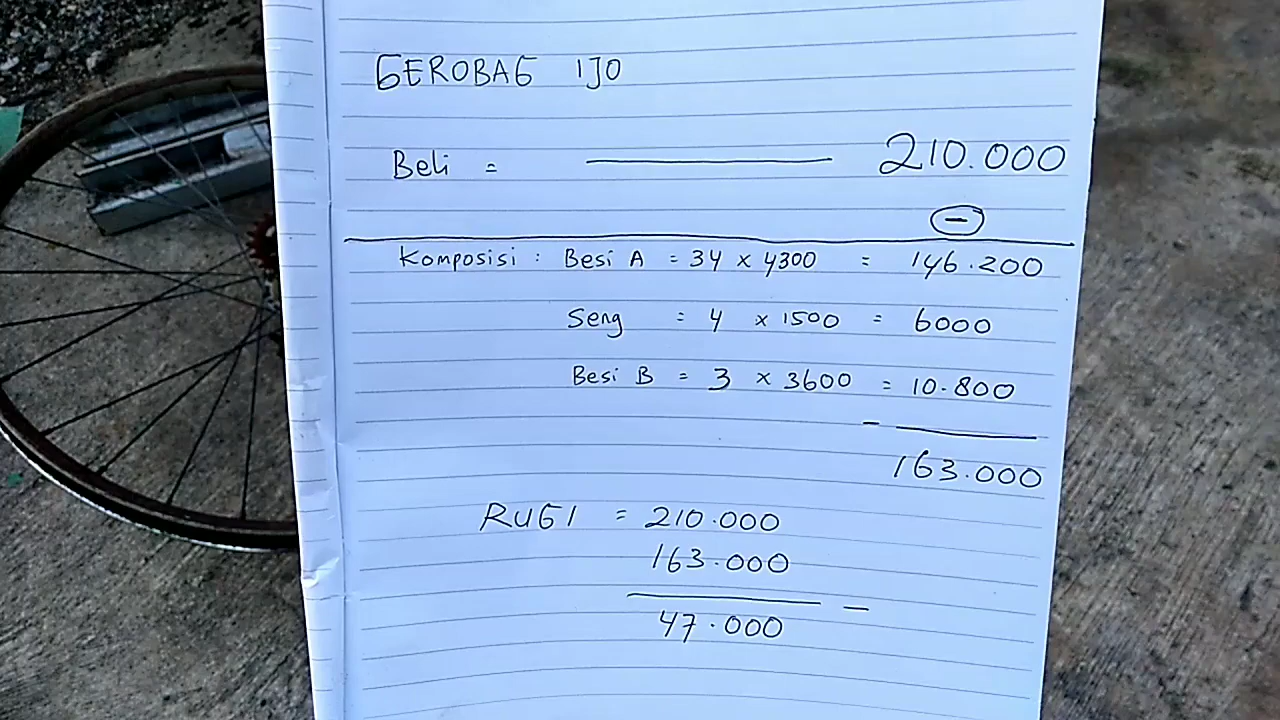 GEROBAG IJO
Beli = 210.000
-
Komposisi : Besi A = 34 x 4300 = 146.200
Seng = 4 x 1500 = 6000
Besi B = 3 x 3600 = 10.800
-
163.000
RUGI = 210.000
163.000
-
47.000